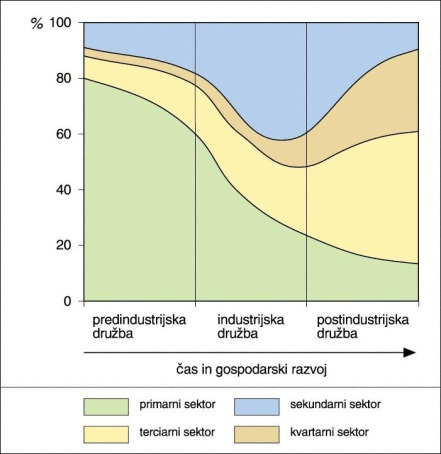 % 100
80
60
40
20
0
predindustrijska družba
industrijska družba
postindustrijska družba
čas in gospodarski razvoj
primarni sektor
sekundarni sektor
terciarni sektor
kvartarni sektor